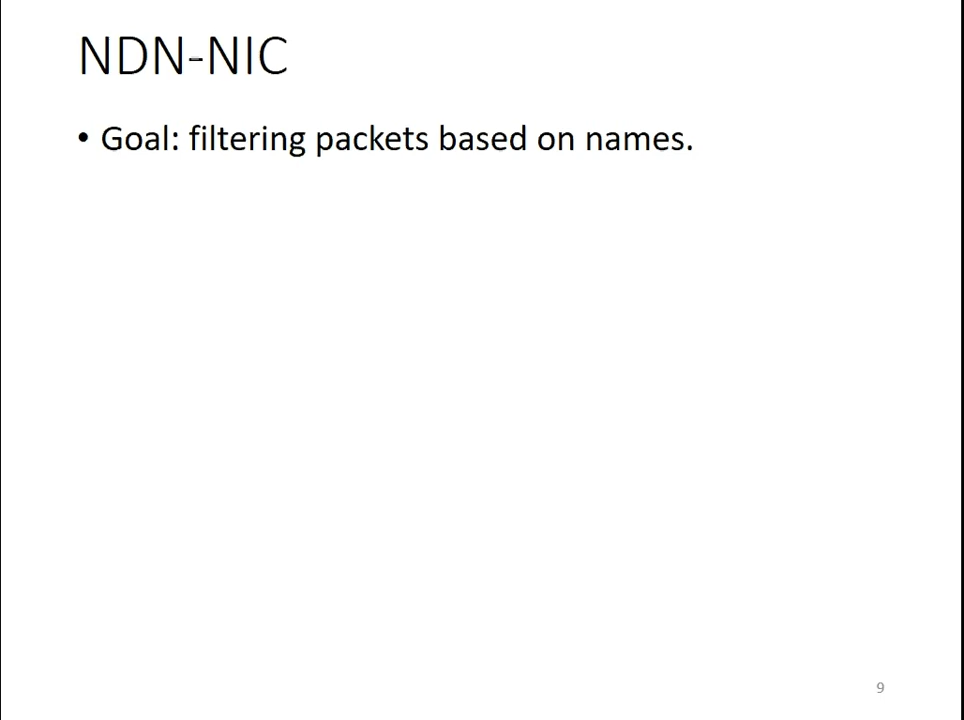 NDN-NIC
• Goal: filtering packets based on names.
9